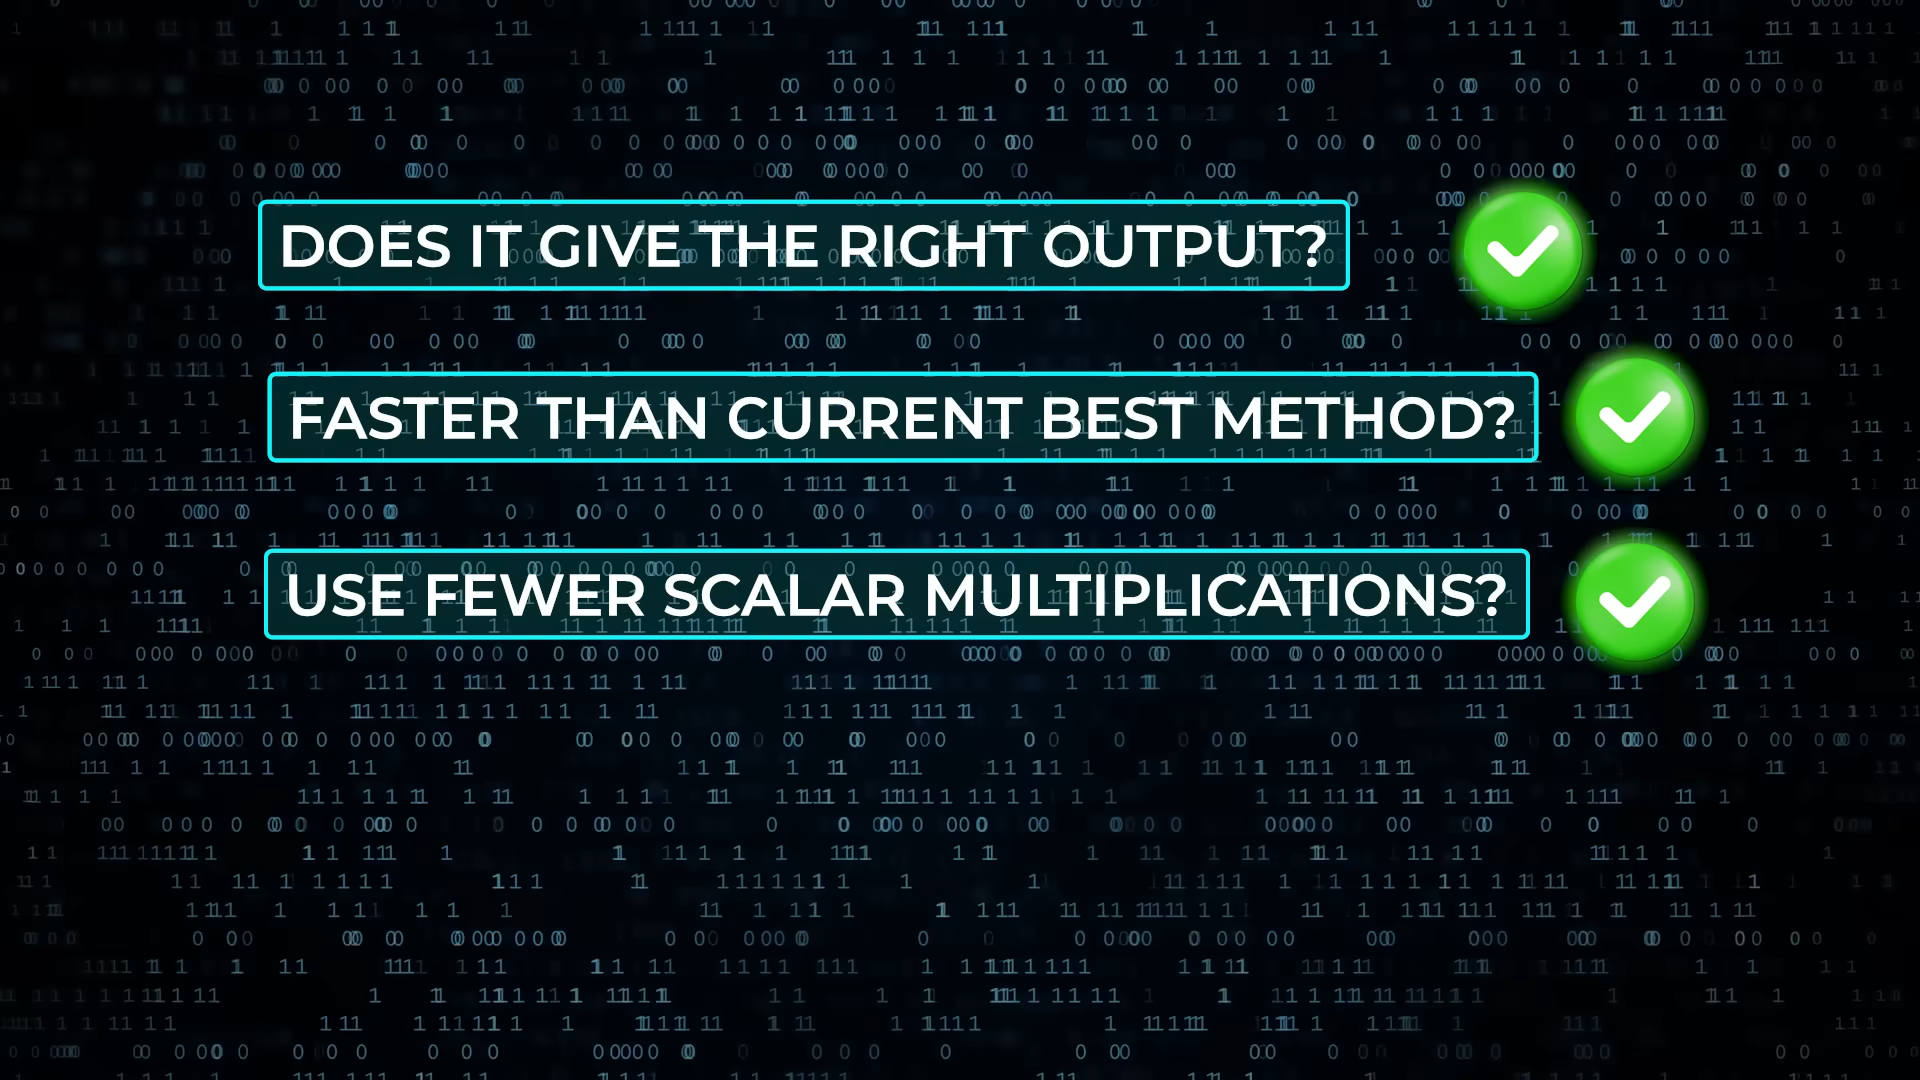 DOES IT GIVE THE RIGHT OUTPUT?
FASTER THAN CURRENT BEST METHOD?
USE FEWER SCALAR MULTIPLICATIONS?